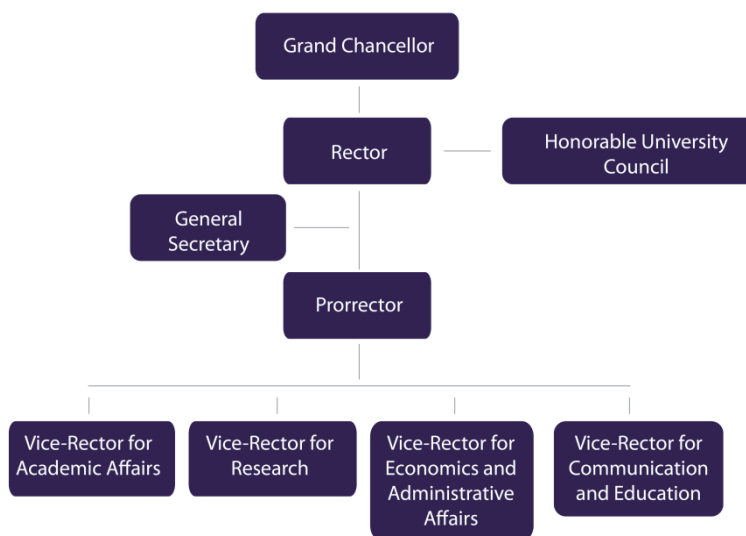 Grand Chancellor
Rector
Honorable University
Council
General
Secretary
Prorrector
Vice-Rector for
Academic Affairs
Vice-Rector for
Research
Vice-Rector for
Economics and
Administrative
Affairs
Vice-Rector for
Communication
and Education